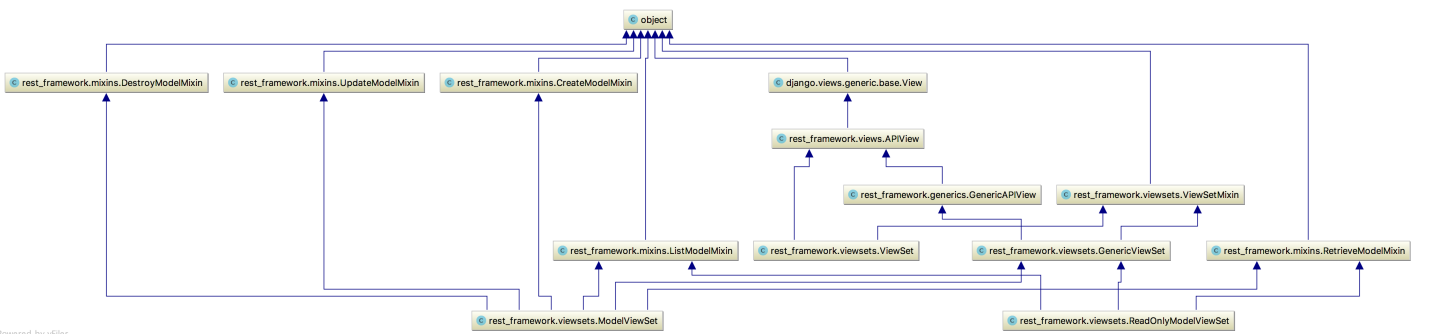 object
rest_framework.mixins.DestroyModelMixin
rest_framework.mixins.UpdateModelMixin
rest_framework.mixins.CreateModelMixin
django.views.generic.base.View
rest_framework.views.APIView
rest_framework.generics.GenericAPIView
rest_framework.viewsets.ViewSetMixin
rest_framework.mixins.ListModelMixin
rest_framework.viewsets.ViewSet
rest_framework.viewsets.GenericViewSet
rest_framework.mixins.RetrieveModelMixin
rest_framework.viewsets.ModelViewSet
rest_framework.viewsets.ReadOnlyModelViewSet